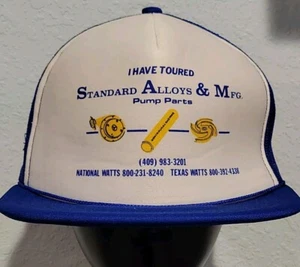 I HAVE TOURED
STANDARD ALLOYS & MFG.
Pump Parts
(409) 983-3201
NATIONAL WATTS 800-231-8240 TEXAS WATTS 800-392-4336